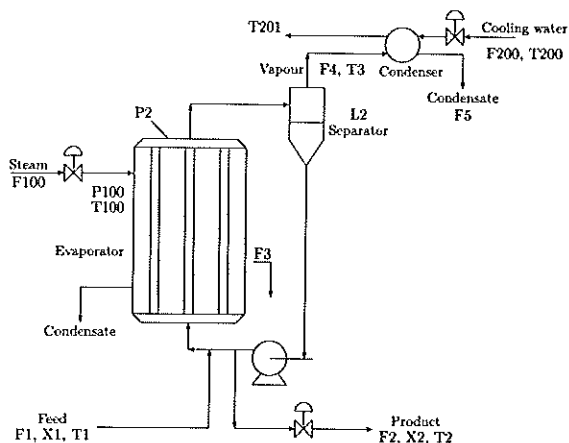 T201
Cooling water
F200, T200
Vapour
F4, T3
Condenser
Condensate
F5
P2
L2
Separator
Steam
F100
P100
T100
Evaporator
F3
Condensate
Feed
F1, X1, T1
Product
F2, X2, T2